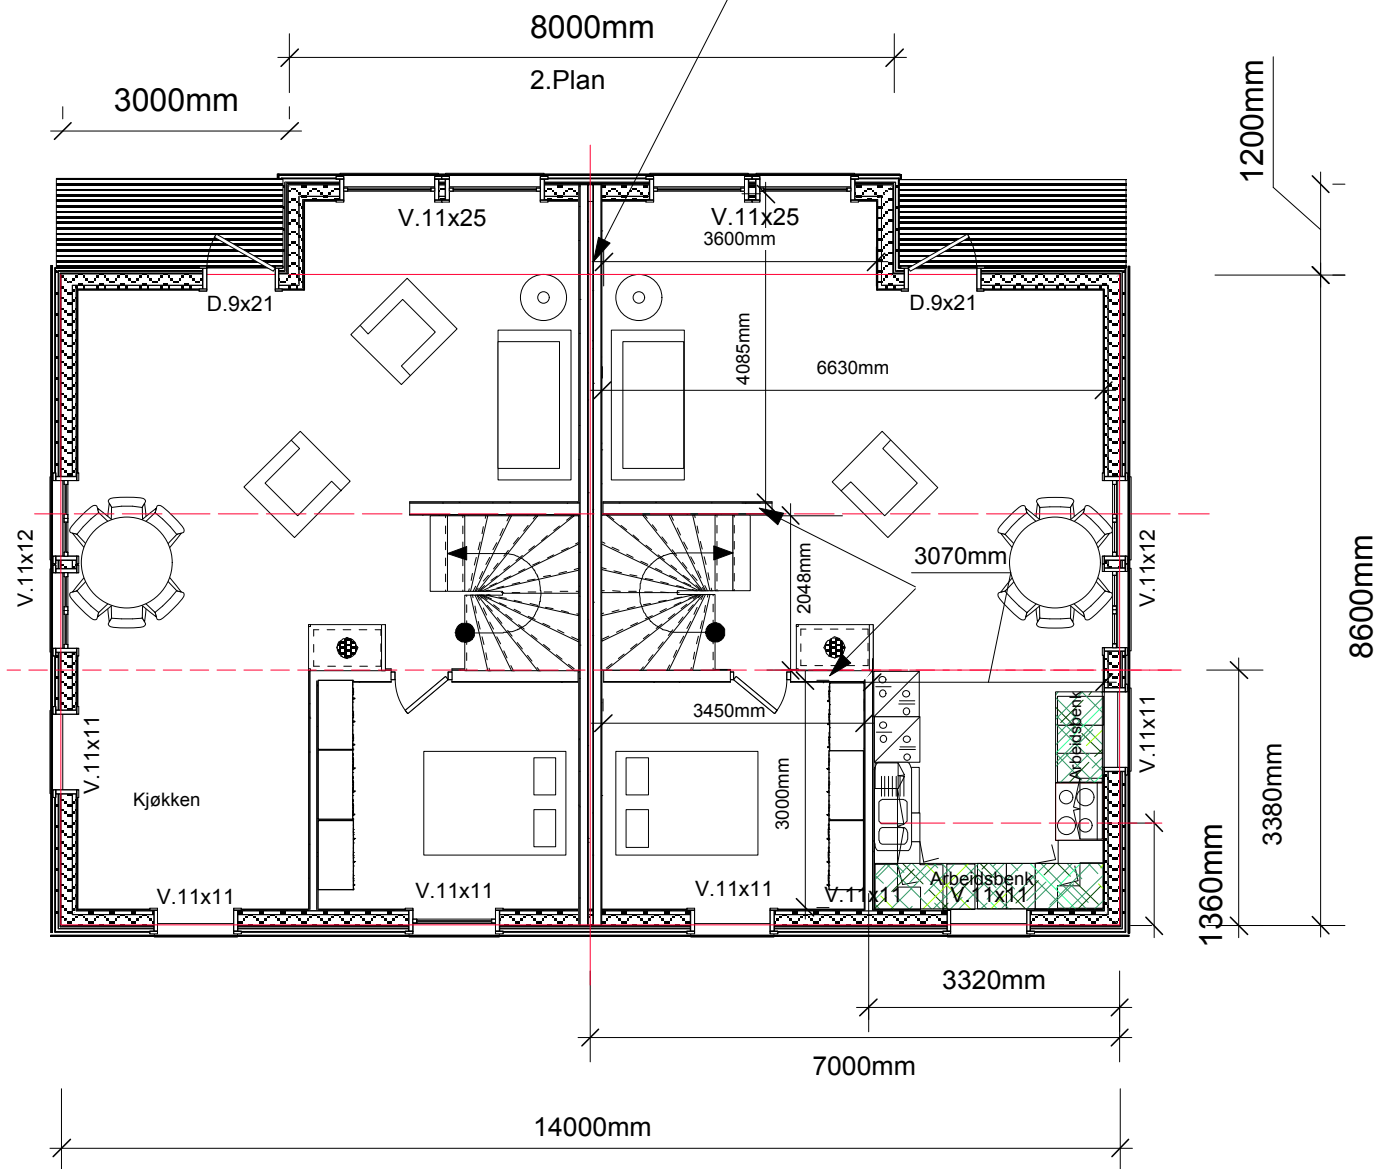 8000mm
2.Plan
3000mm
1200mm
V.11x25
V.11x25
3600mm
D.9x21
D.9x21
4085mm
6630mm
V.11x12
2048mm
3070mm
V.11x12
8600mm
3450mm
V.11x11
Kjøkken
3000mm
Arbeidsbenk
V.11x11
3380mm
1360mm
V.11x11
V.11x11
V.11x11
V.11x11
Arbeidsbenk
V.11x11
3320mm
7000mm
14000mm